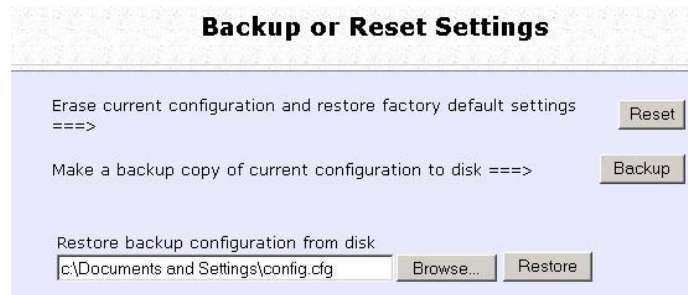 Backup or Reset Settings
Erase current configuration and restore factory default settings
===>
Reset
Make a backup copy of current configuration to disk ===>
Backup
Restore backup configuration from disk
c:\Documents and Settings\config.cfg
Browse...
Restore